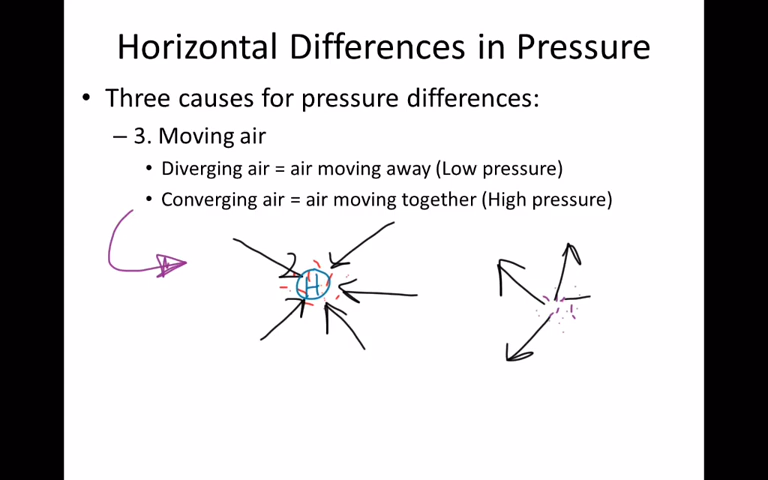 Horizontal Differences in Pressure
• Three causes for pressure differences:
– 3. Moving air
• Diverging air = air moving away (Low pressure)
• Converging air = air moving together (High pressure)
H